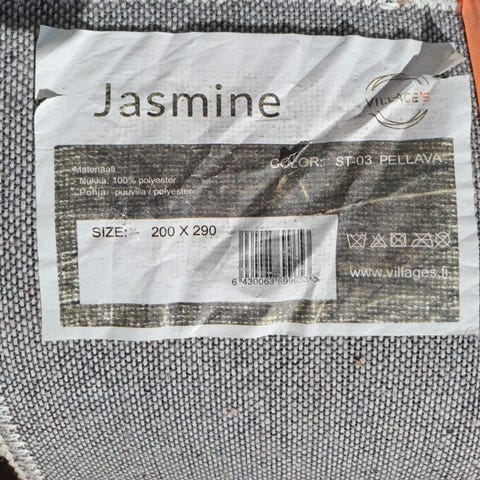 Jasmine
VILLAGE'S
COLOR: ST-03 PELLAVA
Materiaali
Nukka: 100% polyester
Pohja: puuvilla / polyester
SIZE: 200 X 290
www.villages.fi